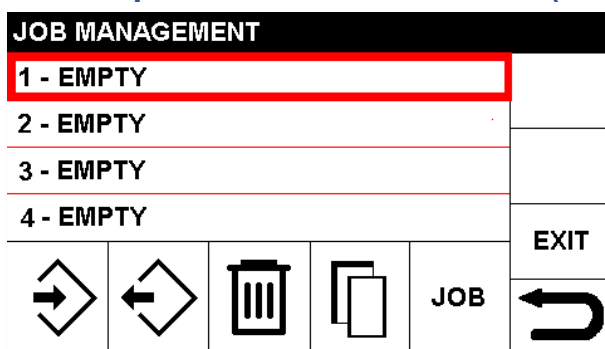 JOB MANAGEMENT
1 - EMPTY
2 - EMPTY
3 - EMPTY
4 - EMPTY
EXIT
JOB